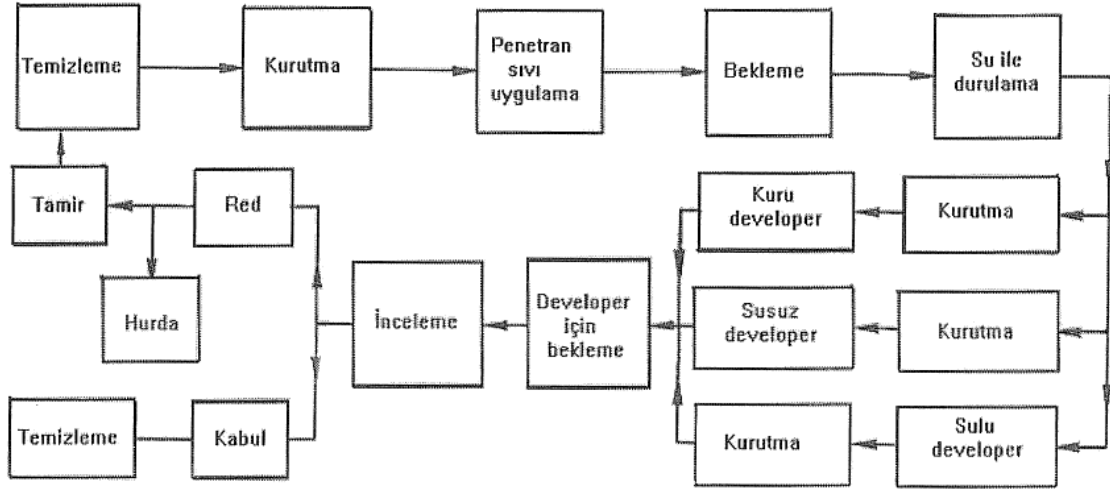 Temizleme
Kurutma
Penetran
sıvı
uygulama
Bekleme
Su ile
durulama
Tamir
Red
Kuru
developer
Kurutma
Hurda
İnceleme
Developer
için
bekleme
Susuz
developer
Kurutma
Temizleme
Kabul
Kurutma
Sulu
developer